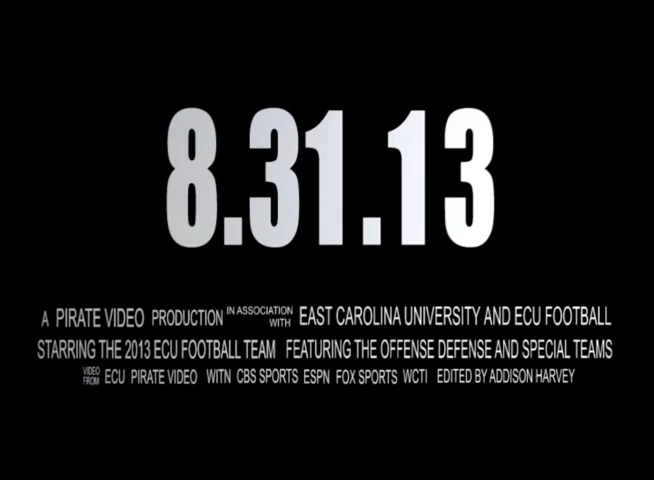 8.31.13
A PIRATE VIDEO PRODUCTION IN ASSOCIATION WITH EAST CAROLINA UNIVERSITY AND ECU FOOTBALL
STARRING THE 2013 ECU FOOTBALL TEAM FEATURING THE OFFENSE DEFENSE AND SPECIAL TEAMS
VIDEO FROM ECU PIRATE VIDEO WITN CBS SPORTS ESPN FOX SPORTS WCTI EDITED BY ADDISON HARVEY